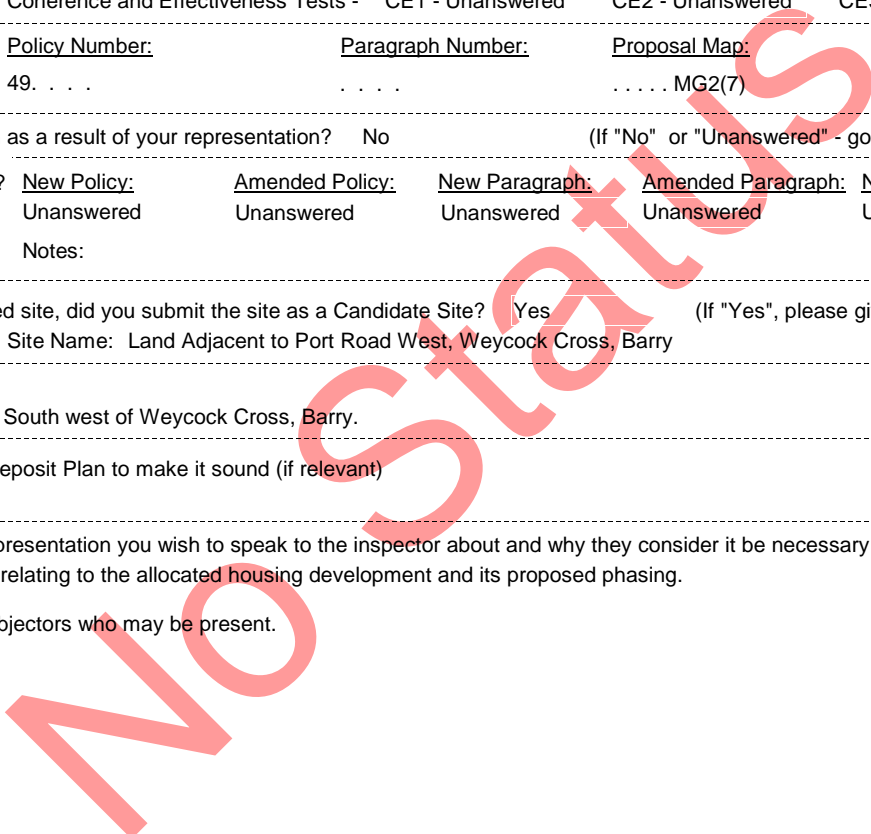 Coherence and Effectiveness Tests - CE1 - Unanswered CE2 - Unanswered
Policy Number: Paragraph Number: Proposal Map:
49. . . . . . . . . . . . . MG2(7)
as a result of your representation? No (If "No" or "Unanswered" - go
? New Policy: Amended Policy: New Paragraph: Amended Paragraph: N
Unanswered Unanswered Unanswered Unanswered U
Notes:
ed site, did you submit the site as a Candidate Site? Yes (If "Yes", please gi
Site Name: Land Adjacent to Port Road West, Weycock Cross, Barry
South west of Weycock Cross, Barry.
eposit Plan to make it sound (if relevant)
presentation you wish to speak to the inspector about and why they consider it be necessary
relating to the allocated housing development and its proposed phasing.
bjectors who may be present.
No Status